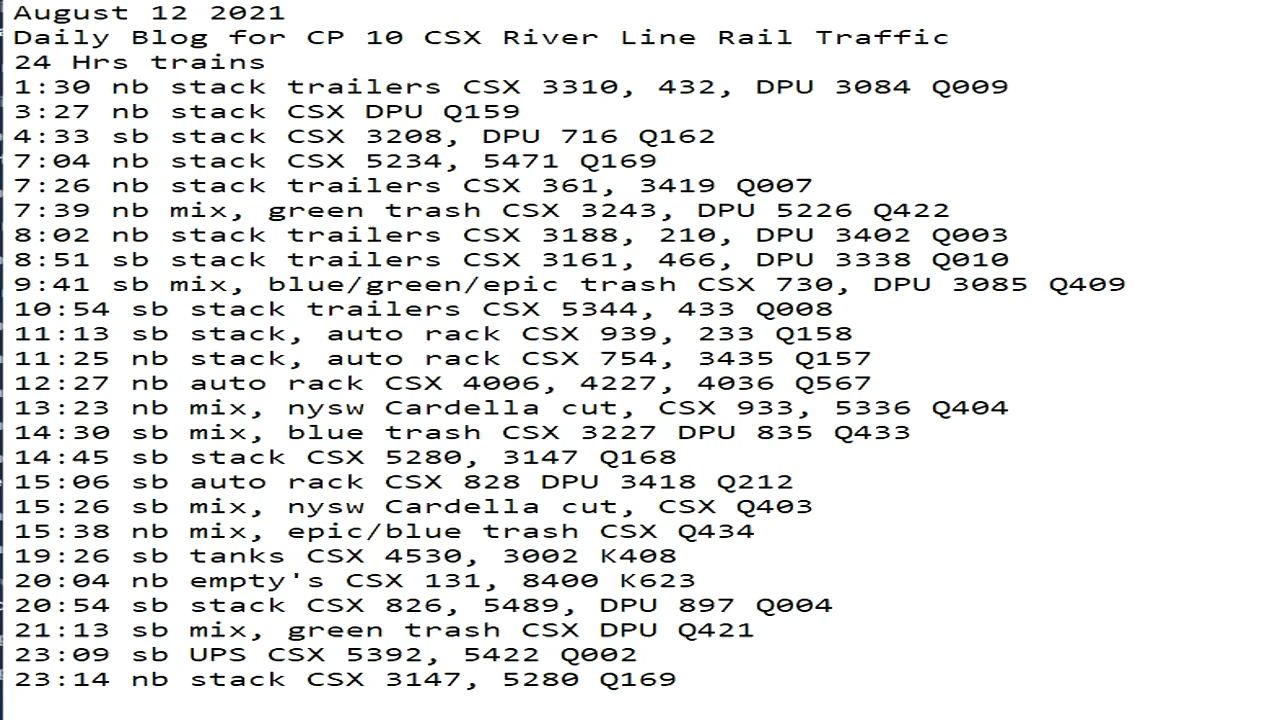 August 12 2021
Daily Blog for CP 10 CSX River Line Rail Traffic
24 Hrs trains
1:30 nb stack trailers CSX 3310, 432, DPU 3084 Q009
3:27 nb stack CSX DPU Q159
4:33 sb stack CSX 3208, DPU 716 Q162
7:04 nb stack CSX 5234, 5471 Q169
7:26 nb stack trailers CSX 361, 3419 Q007
7:39 nb mix, green trash CSX 3243, DPU 5226 Q422
8:02 nb stack trailers CSX 3188, 210, DPU 3402 Q003
8:51 sb stack trailers CSX 3161, 466, DPU 3338 Q010
9:41 sb mix, blue/green/epic trash CSX 730, DPU 3085 Q409
10:54 sb stack trailers CSX 5344, 433 Q008
11:13 sb stack, auto rack CSX 939, 233 Q158
11:25 nb stack, auto rack CSX 754, 3435 Q157
12:27 nb auto rack CSX 4006, 4227, 4036 Q567
13:23 nb mix, nysw Cardella cut, CSX 933, 5336 Q404
14:30 sb mix, blue trash CSX 3227 DPU 835 Q433
14:45 sb stack CSX 5280, 3147 Q168
15:06 sb auto rack CSX 828 DPU 3418 Q212
15:26 sb mix, nysw Cardella cut, CSX Q403
15:38 nb mix, epic/blue trash CSX Q434
19:26 sb tanks CSX 4530, 3002 K408
20:04 nb empty's CSX 131, 8400 K623
20:54 sb stack CSX 826, 5489, DPU 897 Q004
21:13 sb mix, green trash CSX DPU Q421
23:09 sb UPS CSX 5392, 5422 Q002
23:14 nb stack CSX 3147, 5280 Q169